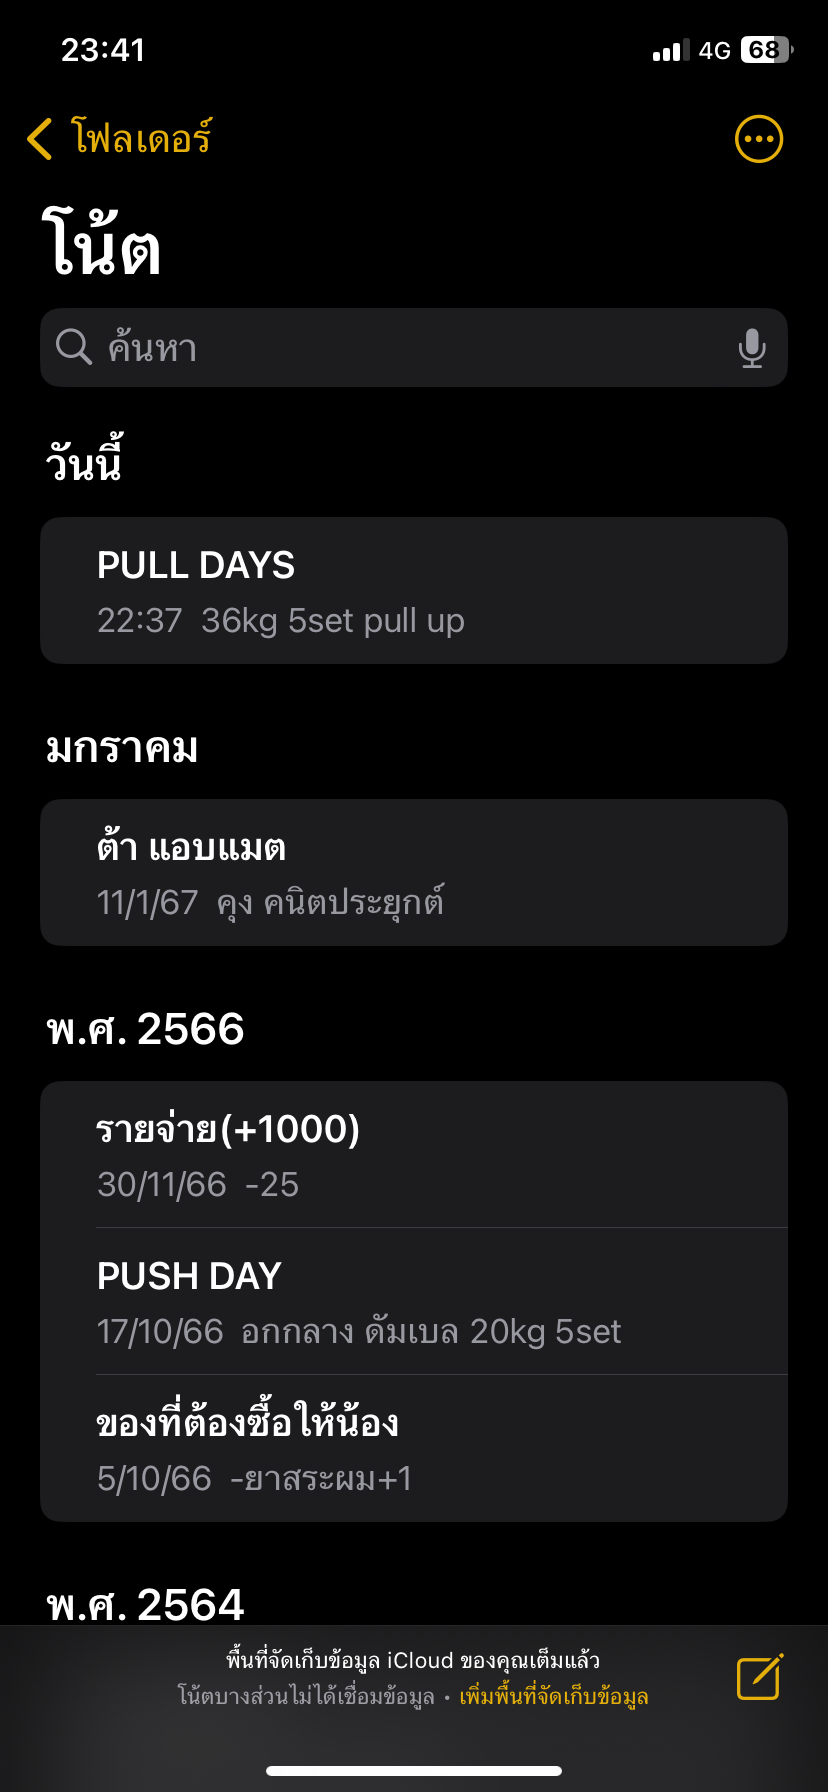 23:41
4G 68
โฟลเดอร์
โน้ต
ค้นหา
วันนี้
PULL DAYS
22:37 36kg 5set pull up
มกราคม
ต้า แอบแมต
11/1/67 คุง คนิตประยุกต์
พ.ศ. 2566
รายจ่าย(+1000)
30/11/66 -25
PUSH DAY
17/10/66 อกกลาง ดัมเบล 20kg 5set
ของที่ต้องซื้อให้น้อง
5/10/66 -ยาสระผม+1
พ.ศ. 2564
พื้นที่จัดเก็บข้อมูล iCloud ของคุณเต็มแล้ว
โน้ตบางส่วนไม่ได้เชื่อมข้อมูล • เพิ่มพื้นที่จัดเก็บข้อมูล